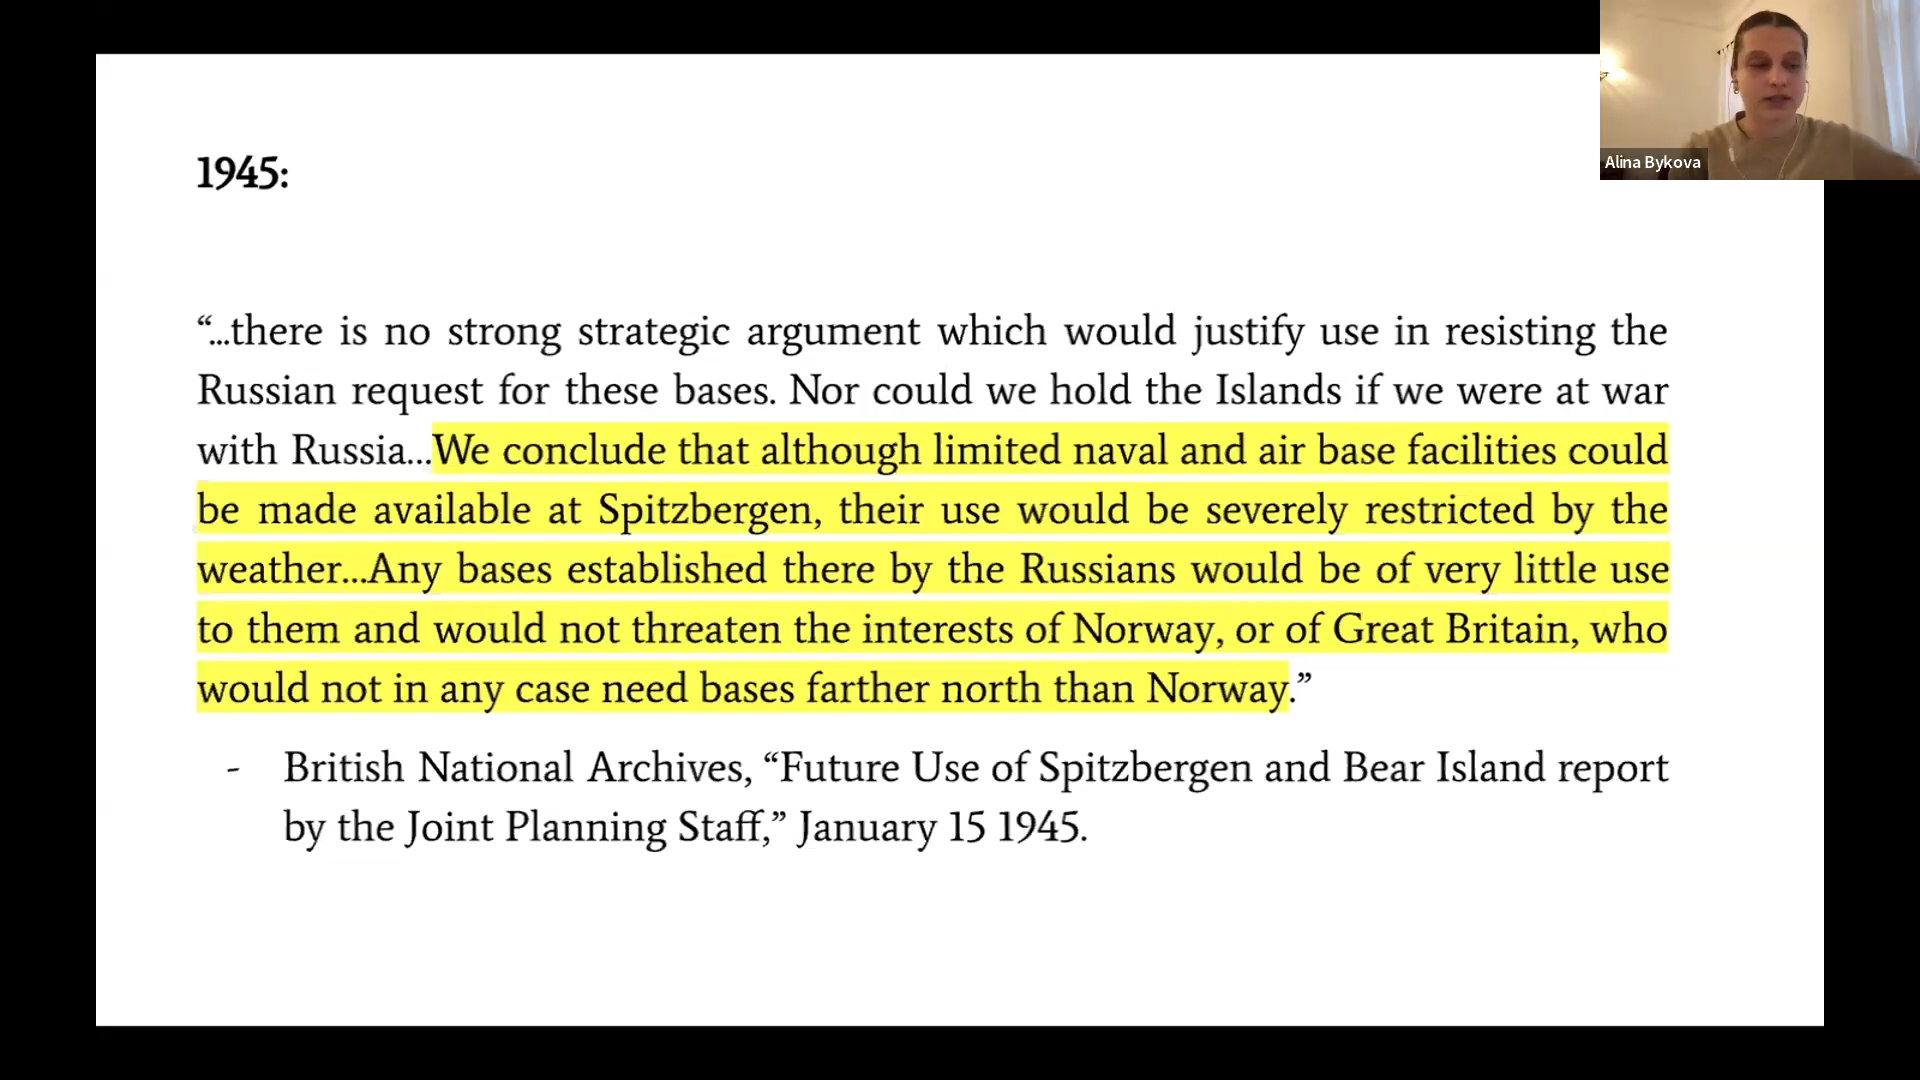 Alina Bykova
1945:
“...there is no strong strategic argument which would justify use in resisting the
Russian request for these bases. Nor could we hold the Islands if we were at war
with Russia...We conclude that although limited naval and air base facilities could
be made available at Spitzbergen, their use would be severely restricted by the
weather...Any bases established there by the Russians would be of very little use
to them and would not threaten the interests of Norway, or of Great Britain, who
would not in any case need bases farther north than Norway.”
- British National Archives, “Future Use of Spitzbergen and Bear Island report
by the Joint Planning Staff,” January 15 1945.